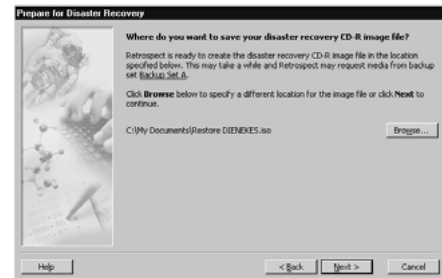 Prepare for Disaster Recovery
Where do you want to save your disaster recovery CD-R image file?
Retrospect is ready to create the disaster recovery CD-R image file in the location
specified below. This may take a while and Retrospect may request media from backup
set Backup Set A.
Click Browse below to specify a different location for the image file or click Next to
continue.
C:\My Documents\Restore DIENEKES.iso
Browse...
Help
< Back
Next >
Cancel